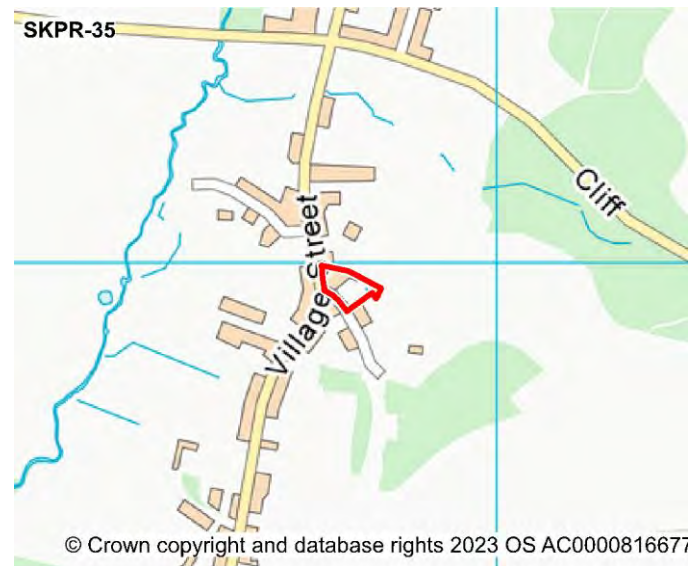 SKPR-35
Cliff
Village Street
© Crown copyright and database rights 2023 OS AC0000816677